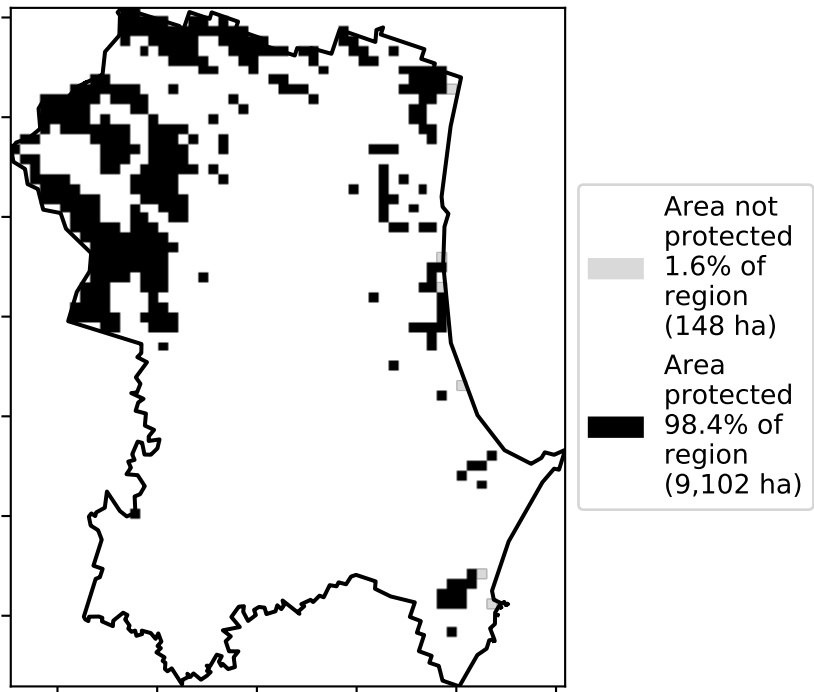 Area not
protected
1.6% of
region
(148 ha)
Area
protected
98.4% of
region
(9,102 ha)